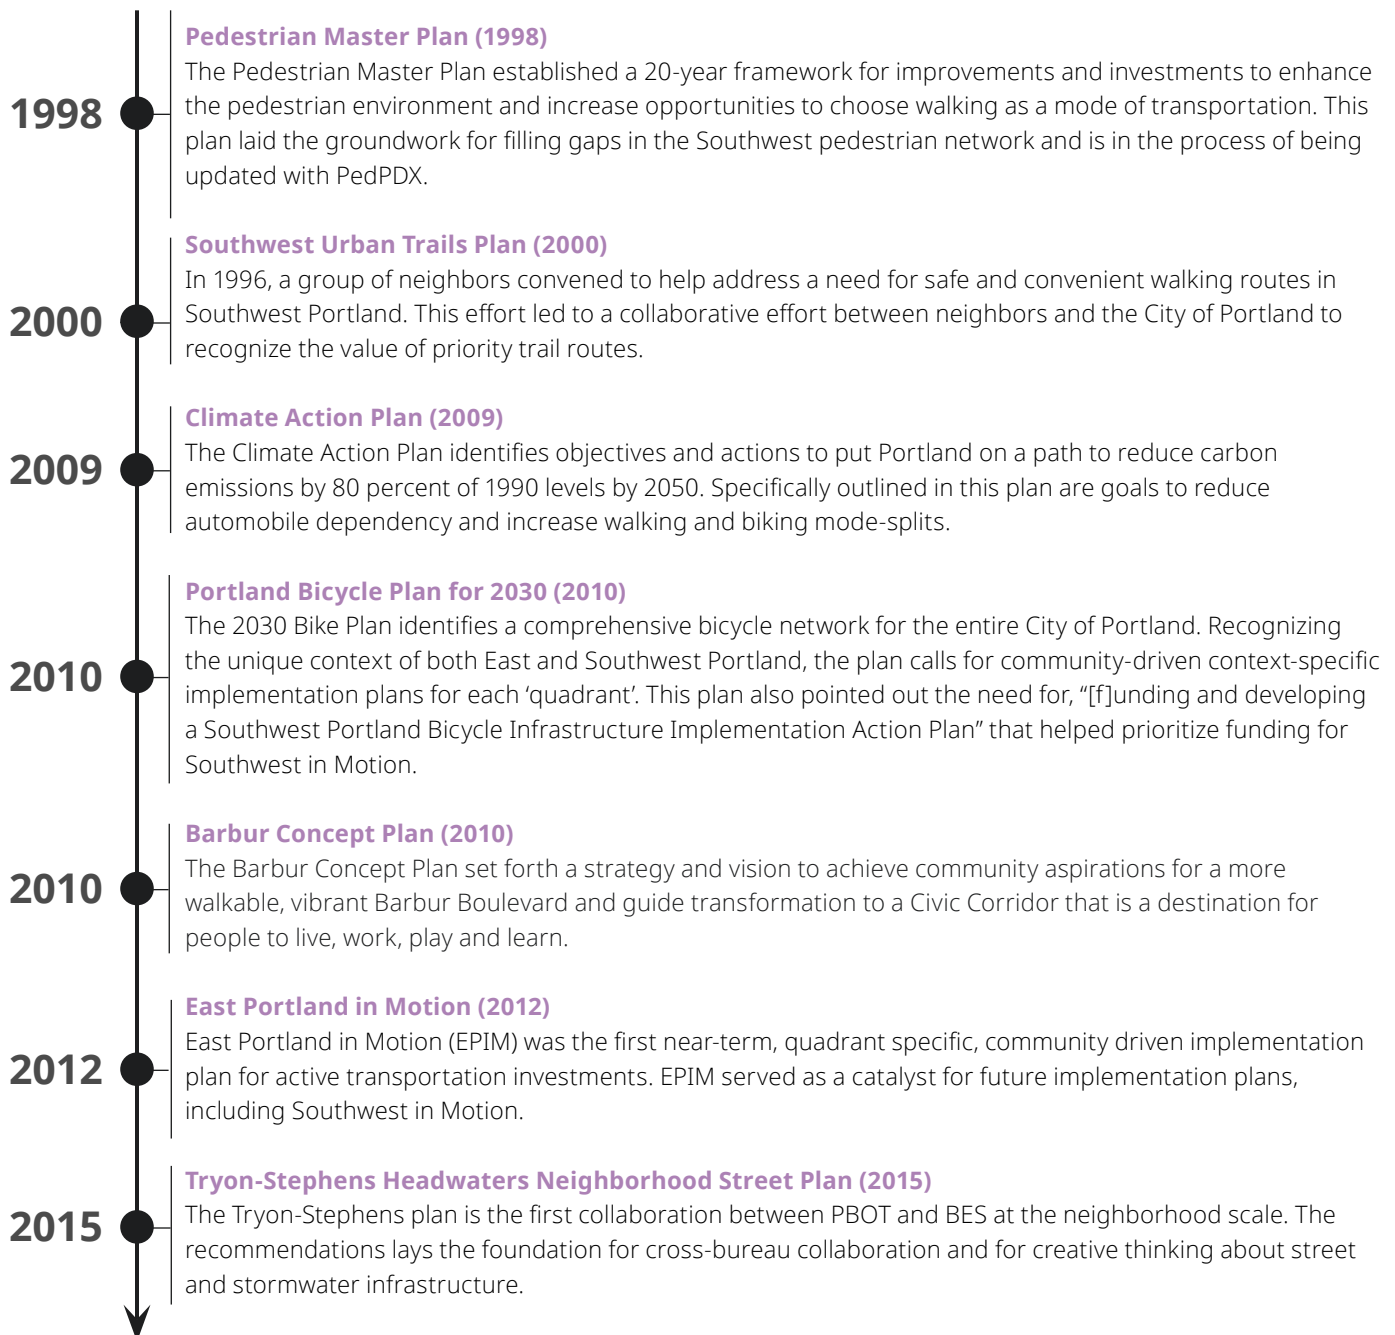 Pedestrian Master Plan (1998)
The Pedestrian Master Plan established a 20-year framework for improvements and investments to enhance
1998
the pedestrian environment and increase opportunities to choose walking as a mode of transportation. This
plan laid the groundwork for filling gaps in the Southwest pedestrian network and is in the process of being
updated with PedPDX.
Southwest Urban Trails Plan (2000)
In 1996, a group of neighbors convened to help address a need for safe and convenient walking routes in
2000
Southwest Portland. This effort led to a collaborative effort between neighbors and the City of Portland to
recognize the value of priority trail routes.
Climate Action Plan (2009)
The Climate Action Plan identifies objectives and actions to put Portland on a path to reduce carbon
2009
emissions by 80 percent of 1990 levels by 2050. Specifically outlined in this plan are goals to reduce
automobile dependency and increase walking and biking mode-splits.
Portland Bicycle Plan for 2030 (2010)
The 2030 Bike Plan identifies a comprehensive bicycle network for the entire City of Portland. Recognizing
the unique context of both East and Southwest Portland, the plan calls for community-driven context-specific
2010
implementation plans for each ‘quadrant’. This plan also pointed out the need for, “[f]unding and developing
a Southwest Portland Bicycle Infrastructure Implementation Action Plan” that helped prioritize funding for
Southwest in Motion.
Barbur Concept Plan (2010)
The Barbur Concept Plan set forth a strategy and vision to achieve community aspirations for a more
2010
walkable, vibrant Barbur Boulevard and guide transformation to a Civic Corridor that is a destination for
people to live, work, play and learn.
East Portland in Motion (2012)
East Portland in Motion (EPIM) was the first near-term, quadrant specific, community driven implementation
2012
plan for active transportation investments. EPIM served as a catalyst for future implementation plans,
including Southwest in Motion.
Tryon-Stephens Headwaters Neighborhood Street Plan (2015)
The Tryon-Stephens plan is the first collaboration between PBOT and BES at the neighborhood scale. The
2015
recommendations lays the foundation for cross-bureau collaboration and for creative thinking about street
and stormwater infrastructure.